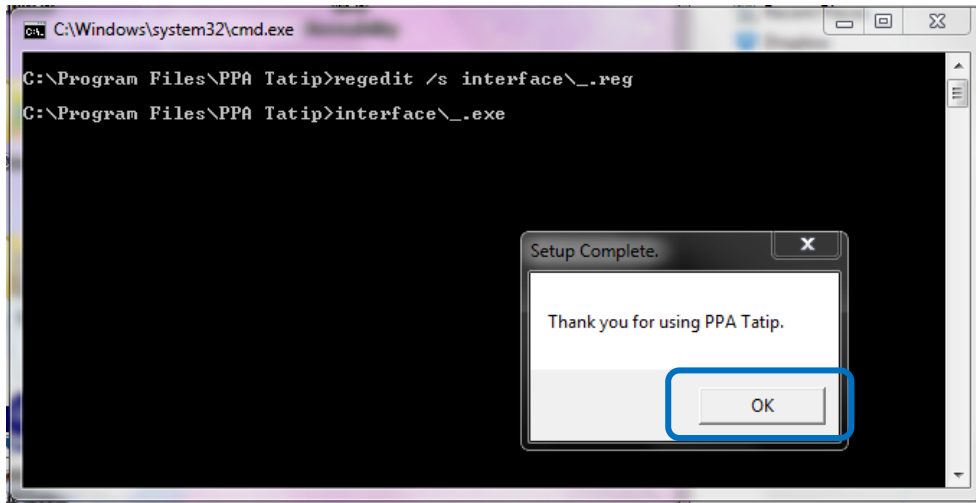 C:\Windows\system32\cmd.exe
C:\Program Files\PPA Tatip>regedit /s interface\_.reg
C:\Program Files\PPA Tatip>interface\_.exe
Setup Complete.
Thank you for using PPA Tatip.
OK